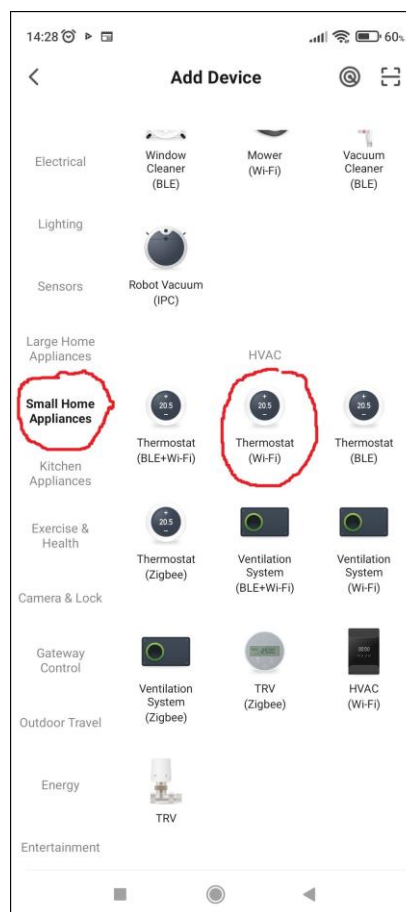 14:28
60%
Add Device
Electrical
Lighting
Sensors
Large Home
Appliances
Small Home
Appliances
Kitchen
Appliances
Exercise &
Health
Camera & Lock
Gateway
Control
Outdoor Travel
Energy
Entertainment
Window
Cleaner
(BLE)
Mower
(Wi-Fi)
Vacuum
Cleaner
(BLE)
Robot Vacuum
(IPC)
HVAC
20.5
Thermostat
(BLE+Wi-Fi)
20.5
Thermostat
(Wi-Fi)
20.5
Thermostat
(BLE)
20.5
Thermostat
(Zigbee)
Ventilation
System
(BLE+Wi-Fi)
Ventilation
System
(Wi-Fi)
Ventilation
System
(Zigbee)
TRV
(Zigbee)
HVAC
(Wi-Fi)
TRV